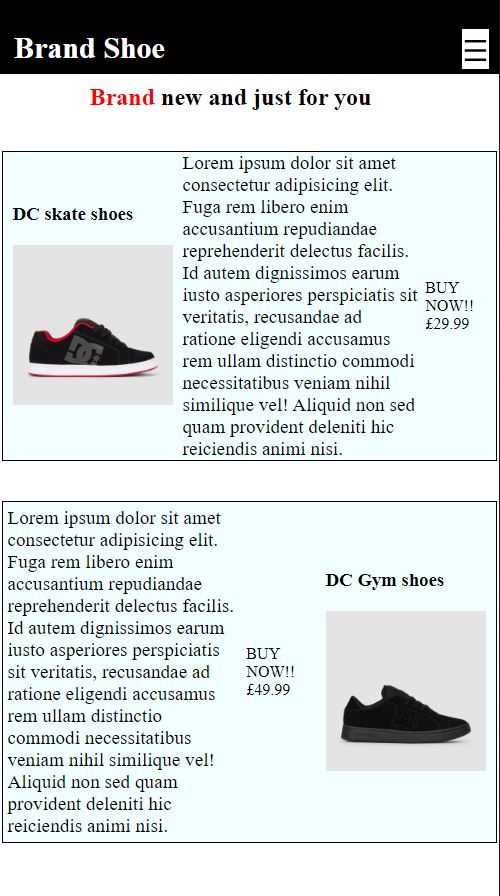 Brand Shoe
Brand new and just for you
DC skate shoes
Lorem ipsum dolor sit amet
consectetur adipisicing elit.
Fuga rem libero enim
accusantium repudiandae
reprehenderit delectus facilis.
Id autem dignissimos earum
iusto asperiores perspiciatis sit
veritatis, recusandae ad
ratione eligendi accusamus
rem ullam distinctio commodi
necessitatibus veniam nihil
similique vel! Aliquid non sed
quam provident deleniti hic
reiciendis animi nisi.
BUY
NOW!!
£29.99
Lorem ipsum dolor sit amet
consectetur adipisicing elit.
Fuga rem libero enim
accusantium repudiandae
reprehenderit delectus facilis.
Id autem dignissimos earum
iusto asperiores perspiciatis
sit veritatis, recusandae ad
ratione eligendi accusamus
rem ullam distinctio
commodi necessitatibus
veniam nihil similique vel!
Aliquid non sed quam
provident deleniti hic
reiciendis animi nisi.
BUY
NOW!!
£49.99
DC Gym shoes